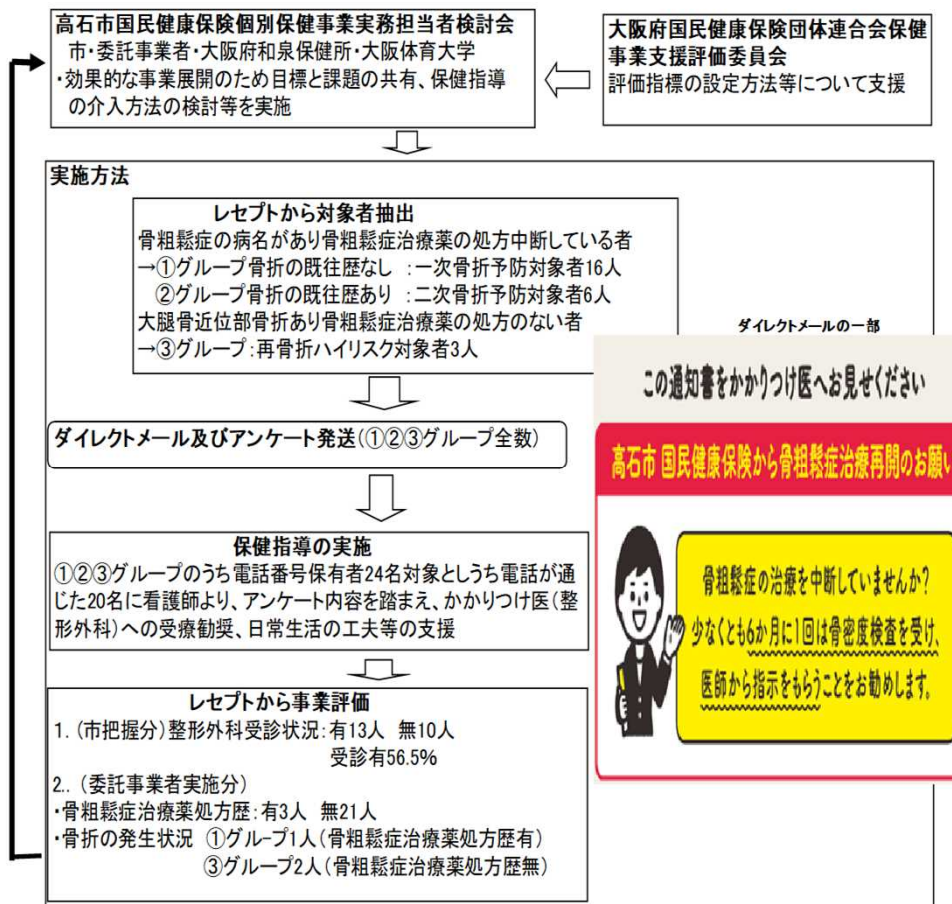 高石市国民健康保険個別保健事業実務担当者検討会
市・委託事業者・大阪府和泉保健所・大阪体育大学
・効果的な事業展開のため目標と課題の共有、保健指導
の介入方法の検討等を実施
大阪府国民健康保険団体連合会保健
事業支援評価委員会
評価指標の設定方法等について支援
実施方法
レセプトから対象者抽出
骨粗鬆症の病名があり骨粗鬆症治療薬の処方中断している者
→①グループ骨折の既往歴なし :一次骨折予防対象者16人
②グループ骨折の既往歴あり :二次骨折予防対象者6人
大腿骨近位部骨折あり骨粗鬆症治療薬の処方のない者
→③グループ:再骨折ハイリスク対象者3人
ダイレクトメール及びアンケート発送(①②③グループ全数)
保健指導の実施
①②③グループのうち電話番号保有者24名対象としうち電話が通
じた20名に看護師より、アンケート内容を踏まえ、かかりつけ医(整
形外科)への受療勧奨、日常生活の工夫等の支援
レセプトから事業評価
1. (市把握分)整形外科受診状況:有13人 無10人
受診有56.5%
2.. (委託事業者実施分)
・骨粗鬆症治療薬処方歴:有3人 無21人
・骨折の発生状況 ①グループ1人(骨粗鬆症治療薬処方歴有)
③グループ2人(骨粗鬆症治療薬処方歴無)
ダイレクトメールの一部
この通知書をかかりつけ医へお見せください
高石市 国民健康保険から骨粗鬆症治療再開のお願い
骨粗鬆症の治療を中断していませんか?
少なくとも6か月に1回は骨密度検査を受け、
医師から指示をもらうことをお勧めします。